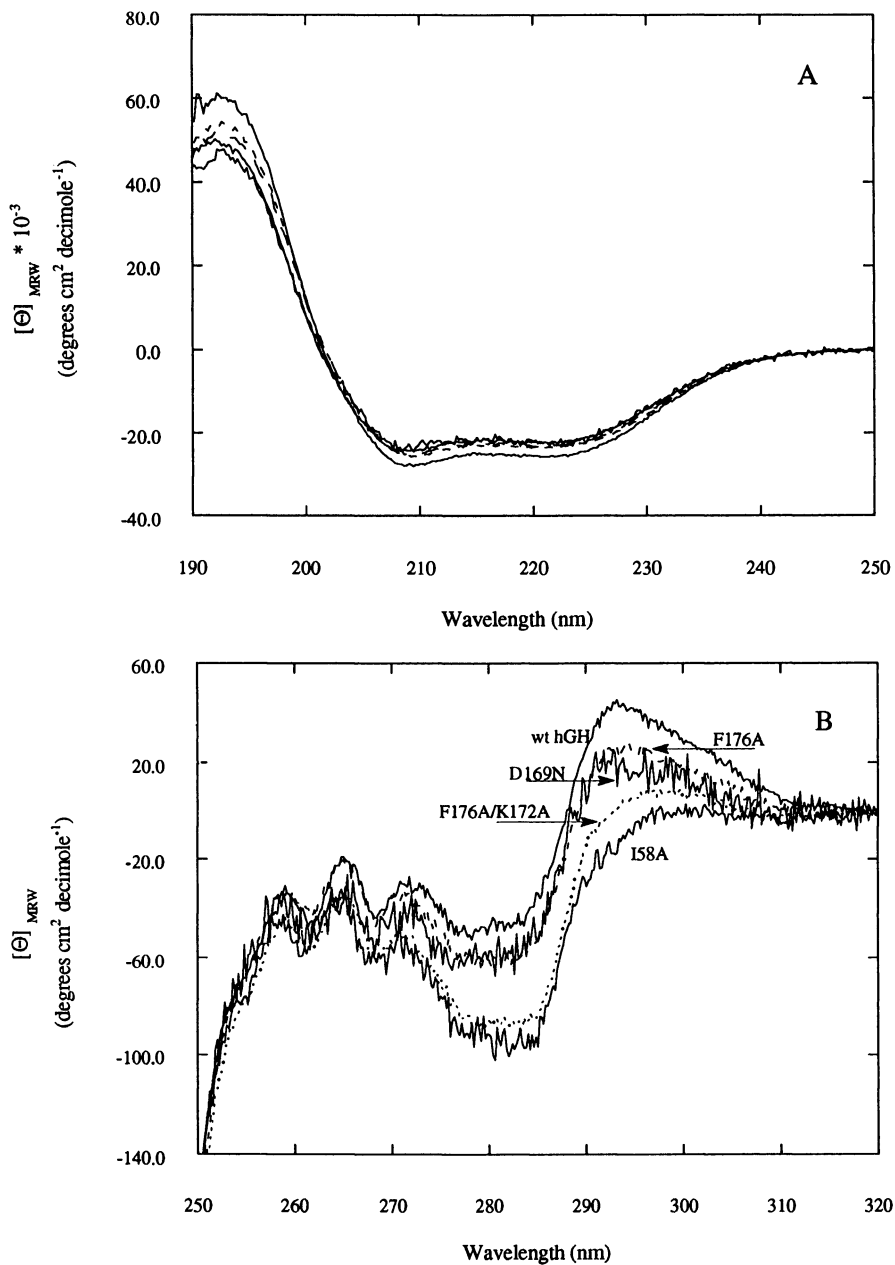 80.0
A
60.0
40.0
20.0
0.0
-20.0
-40.0
[Θ] MRW * 10-3
(degrees cm2 decimole-1)
190 200 210 220 230 240 250
Wavelength (nm)
60.0
B
wt hGH
F176A
20.0
D169N
F176A/K172A
I58A
-20.0
-60.0
-100.0
-140.0
[Θ] MRW
(degrees cm2 decimole-1)
250 260 270 280 290 300 310 320
Wavelength (nm)